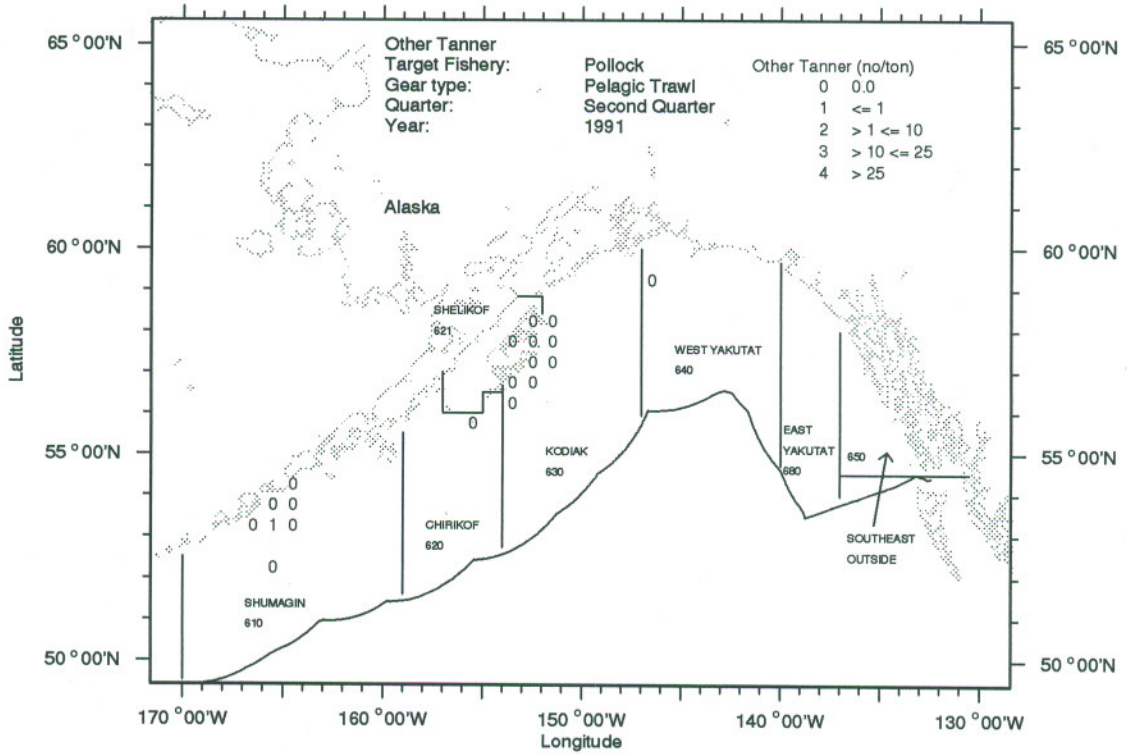 65 °00'N
65 °00'N
Other Tanner
Target Fishery: Pollock
Gear type: Pelagic Trawl
Quarter: Second Quarter
Year: 1991
Other Tanner (no/ton)
0 0.0
1 <= 1
2 > 1 <= 10
3 > 10 <= 25
4 > 25
Alaska
60 °00'N
60 °00'N
0
SHELIKOF
621
0 0
0 0 0
0 0
0 0
0
0
WEST YAKUTAT
640
EAST
YAKUTAT
680
650
KODIAK
630
55 °00'N
55 °00'N
0
0 0
0 1 0
0
CHIRIKOF
620
SOUTHEAST
OUTSIDE
SHUMAGIN
610
50 °00'N
50 °00'N
Latitude
170 °00'W
160 °00'W
150 °00'W
140 °00'W
130 °00'W
Longitude